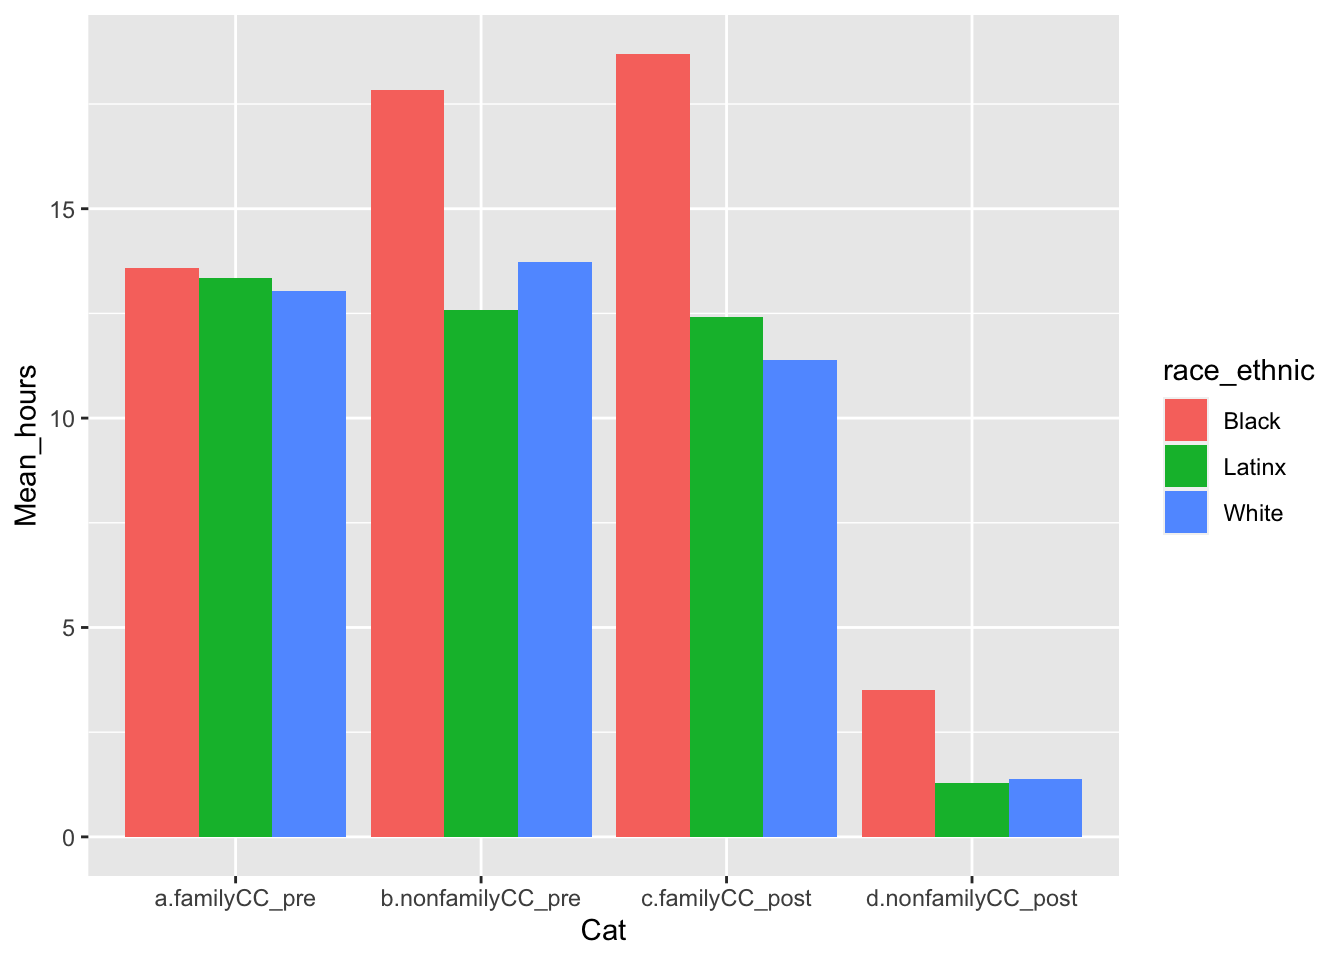 Mean_hours
15
10
5
0
a.familyCC_pre
b.nonfamilyCC_pre
c.familyCC_post
d.nonfamilyCC_post
Cat
race_ethnic
Black
Latinx
White